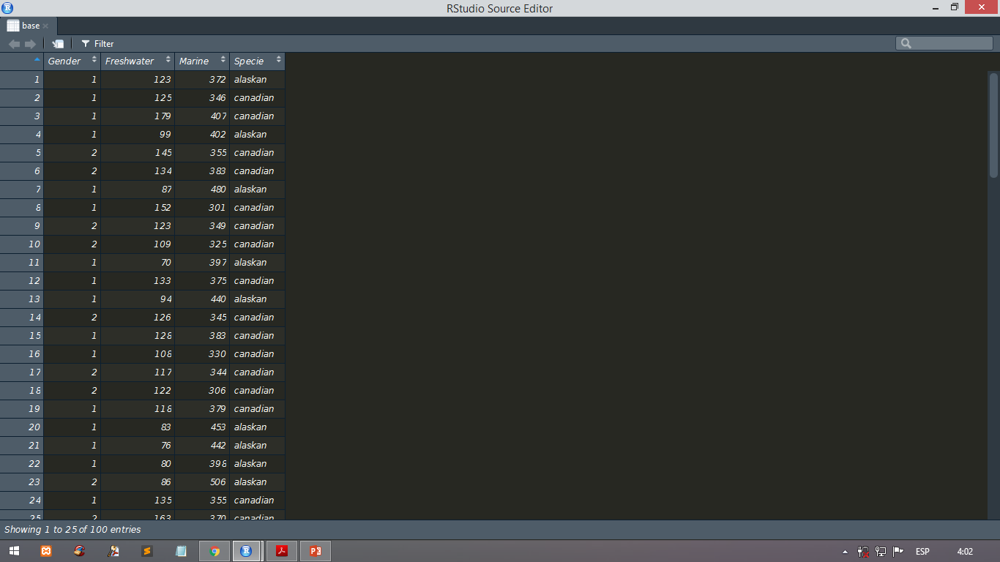 RStudio Source Editor
base
Filter
Gender Freshwater Marine Specie
1 1 123 372 alaskan
2 1 125 346 canadian
3 1 179 407 canadian
4 1 99 402 alaskan
5 2 145 355 canadian
6 2 134 383 canadian
7 1 87 480 alaskan
8 1 152 301 canadian
9 2 123 349 canadian
10 2 109 325 canadian
11 1 70 397 alaskan
12 1 133 375 canadian
13 1 94 440 alaskan
14 2 126 345 canadian
15 1 128 383 canadian
16 1 108 330 canadian
17 2 117 344 canadian
18 2 122 306 canadian
19 1 118 379 canadian
20 1 83 453 alaskan
21 1 76 442 alaskan
22 1 80 398 alaskan
23 2 86 506 alaskan
24 1 135 355 canadian
25 2 163 370 canadian
Showing 1 to 25 of 100 entries
ESP 4:02